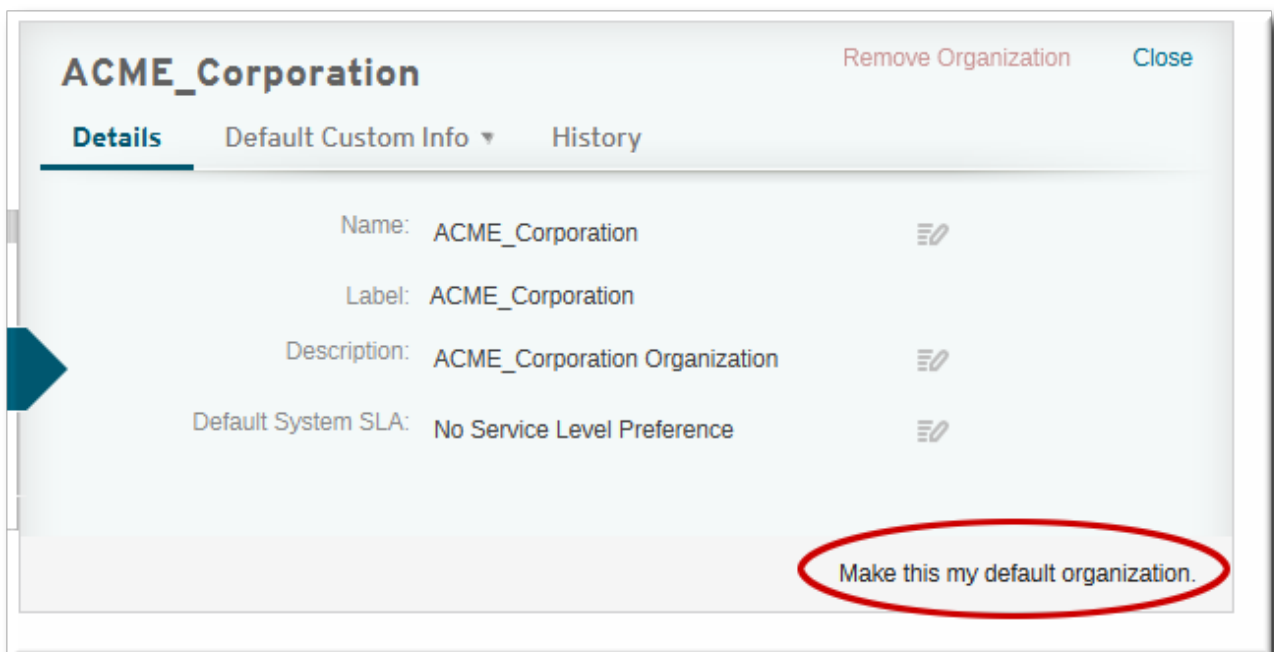 ACME_Corporation
Remove Organization Close
Details Default Custom Info ▼ History
Name: ACME_Corporation
Label: ACME_Corporation
Description: ACME_Corporation Organization
Default System SLA: No Service Level Preference
Make this my default organization.